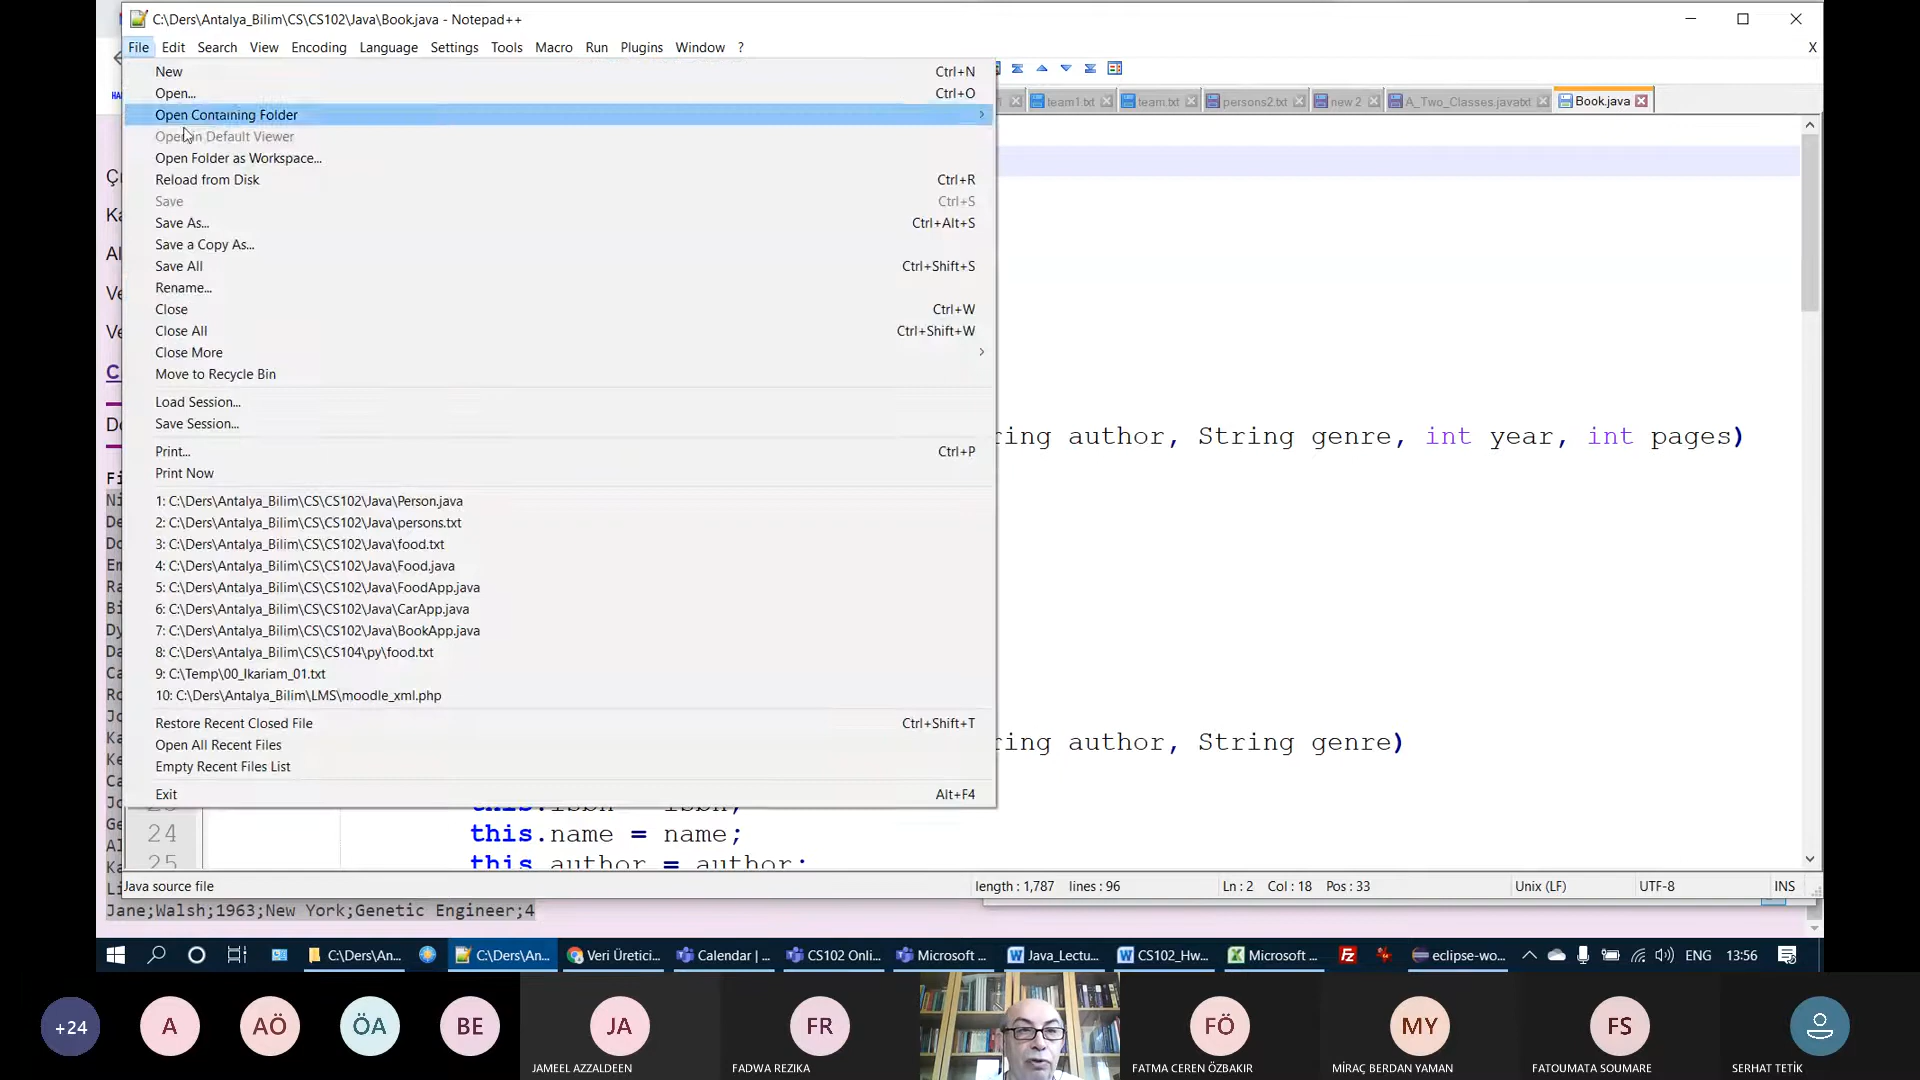 C:\Ders\Antalya_Bilim\CS\CS102\Java\Book.java - Notepad++
File Edit Search View Encoding Language Settings Tools Macro Run Plugins Window ? X
New Ctrl+N
Open... Ctrl+O
Open Containing Folder
Open in Default Viewer
Open Folder as Workspace...
Reload from Disk Ctrl+R
Save Ctrl+S
Save As... Ctrl+Alt+S
Save a Copy As...
Save All Ctrl+Shift+S
Rename...
Close Ctrl+W
Close All Ctrl+Shift+W
Close More
Move to Recycle Bin
Load Session...
Save Session...
Print... Ctrl+P
Print Now
1: C:\Ders\Antalya_Bilim\CS\CS102\Java\Person.java
2: C:\Ders\Antalya_Bilim\CS\CS102\Java\persons.txt
3: C:\Ders\Antalya_Bilim\CS\CS102\Java\food.txt
4: C:\Ders\Antalya_Bilim\CS\CS102\Java\Food.java
5: C:\Ders\Antalya_Bilim\CS\CS102\Java\FoodApp.java
6: C:\Ders\Antalya_Bilim\CS\CS102\Java\CarApp.java
7: C:\Ders\Antalya_Bilim\CS\CS102\Java\BookApp.java
8: C:\Ders\Antalya_Bilim\CS\CS104\py\food.txt
9: C:\Temp\00_Ikariam_01.txt
10: C:\Ders\Antalya_Bilim\LMS\moodle_xml.php
Restore Recent Closed File Ctrl+Shift+T
Open All Recent Files
Empty Recent Files List
Exit Alt+F4
team1.txt team.txt persons2.txt new 2 A_Two_Classes.javatxt Book.java
ring author, String genre, int year, int pages)
ring author, String genre)
24 this.name = name;
25 this.author = author;
Java source file length : 1,787 lines : 96 Ln : 2 Col : 18 Pos : 33 Unix (LF) UTF-8 INS
Jane;Walsh;1963;New York;Genetic Engineer;4
C:\Ders\An... C:\Ders\An... Veri Üretici... Calendar | ... CS102 Onli... Microsoft ... Java_Lectu... CS102_Hw... Microsoft ... eclipse-wo... ENG 13:56
+24 A AÖ ÖA BE JA FR FÖ MY FS
JAMEEL AZZALDEEN FADWA REZIKA FATMA CEREN ÖZBAKIR MİRAÇ BERDAN YAMAN FATOUMATA SOUMARE SERHAT TETİK